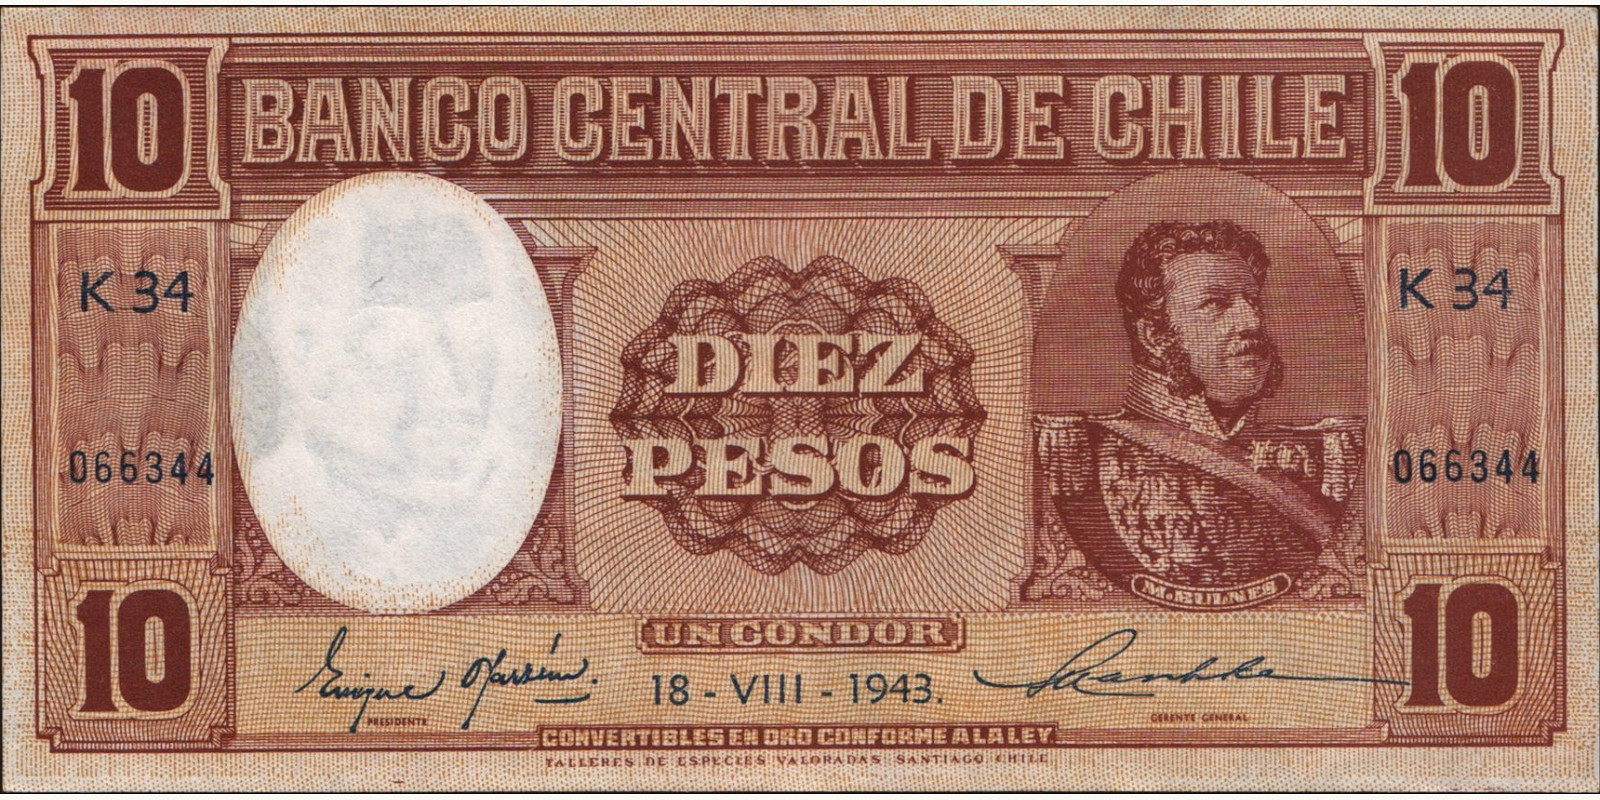 10 BANCO CENTRAL DE CHILE 10
K 34 K 34
DIEZ
PESOS
066344 066344
M. BULNES
10 UN CONDOR 10
Enrique
18 - VIII - 1943.
PRESIDENTE GERENTE GENERAL
CONVERTIBLES EN ORO CONFORME A LA LEY
TALLERES DE ESPECIES VALORADAS SANTIAGO CHILE